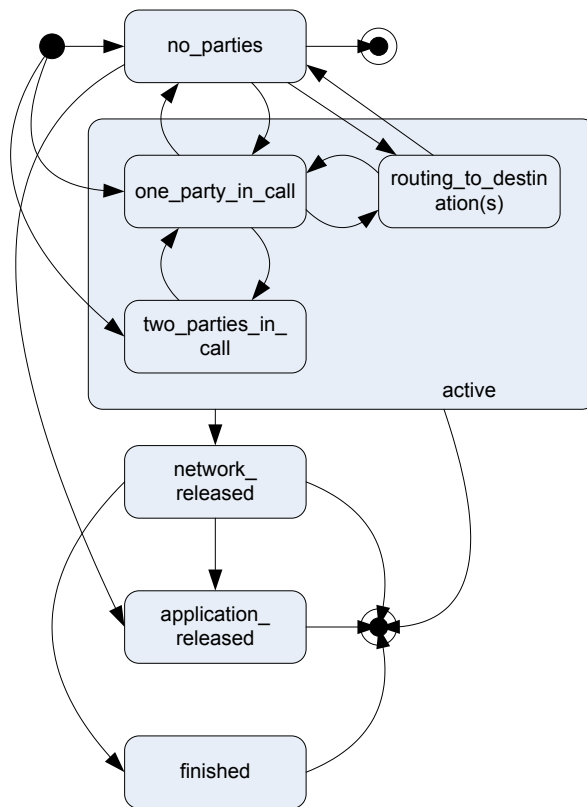 no_parties
one_party_in_call
routing_to_destin
ation(s)
two_parties_in_
call
active
network_
released
application_
released
finished